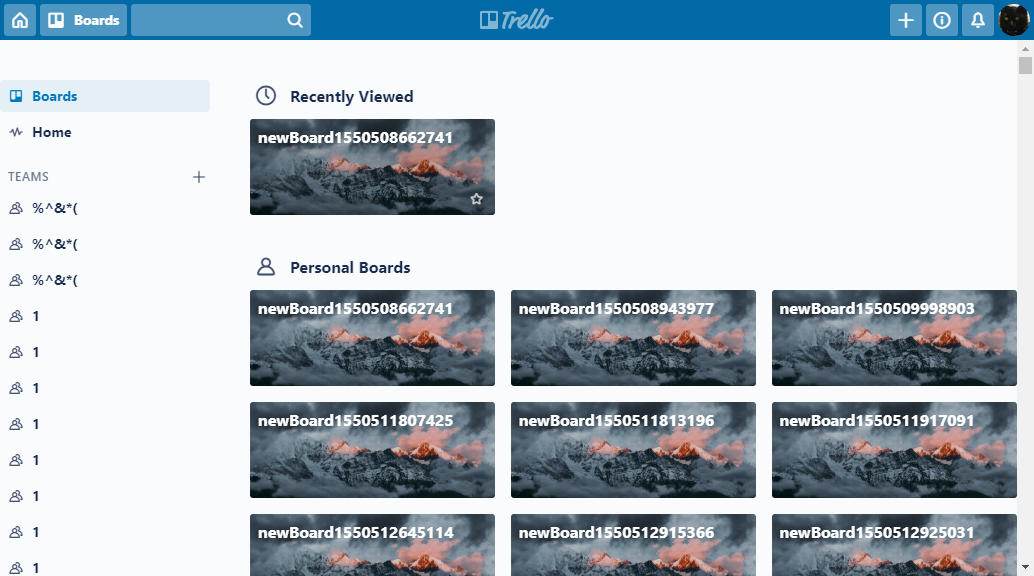 Boards
Trello
Boards
Home
TEAMS
%^&*(
%^&*(
%^&*(
1
1
1
1
1
1
1
1
Recently Viewed
newBoard1550508662741
Personal Boards
newBoard1550508662741
newBoard1550508943977
newBoard1550509998903
newBoard1550511807425
newBoard1550511813196
newBoard1550511917091
newBoard1550512645114
newBoard1550512915366
newBoard1550512925031